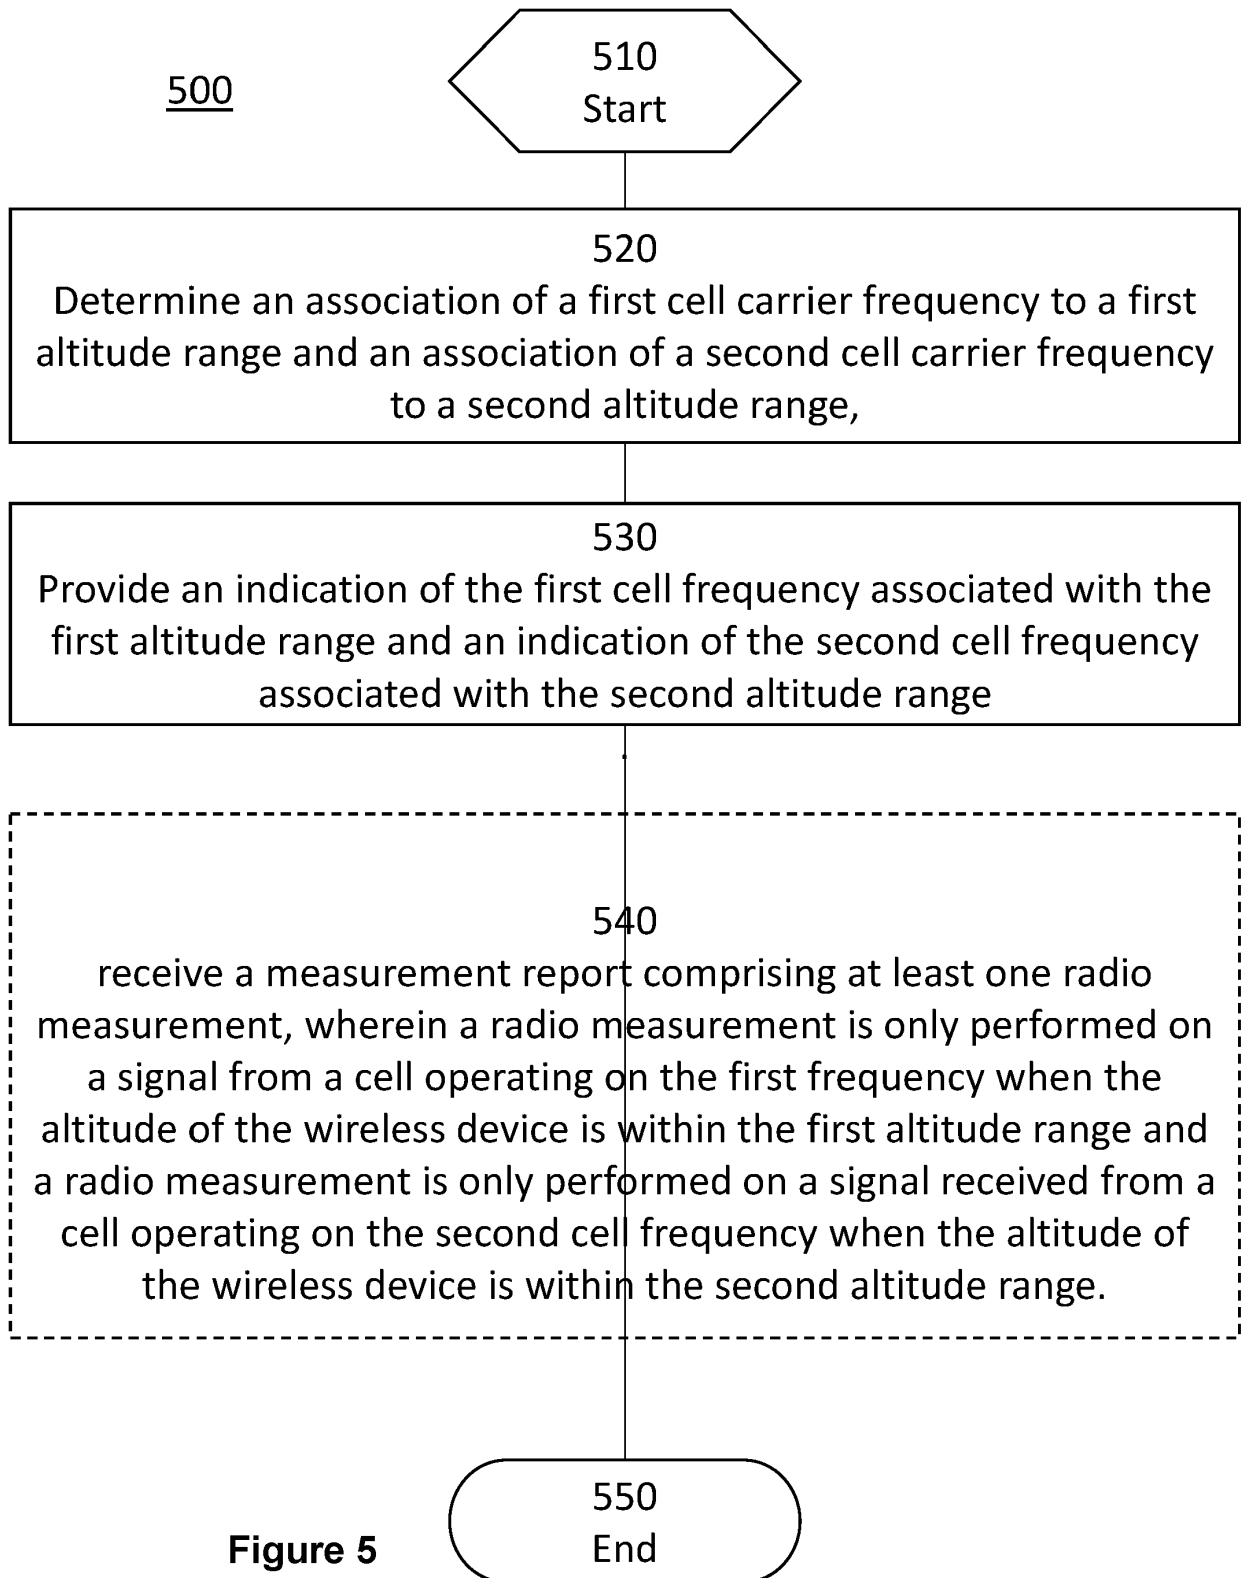 500
510
Start
520
Determine an association of a first cell carrier frequency to a first
altitude range and an association of a second cell carrier frequency
to a second altitude range,
530
Provide an indication of the first cell frequency associated with the
first altitude range and an indication of the second cell frequency
associated with the second altitude range
.
540
receive a measurement report comprising at least one radio
measurement, wherein a radio measurement is only performed on
a signal from a cell operating on the first frequency when the
altitude of the wireless device is within the first altitude range and
a radio measurement is only performed on a signal received from a
cell operating on the second cell frequency when the altitude of
the wireless device is within the second altitude range.
550
End
Figure 5